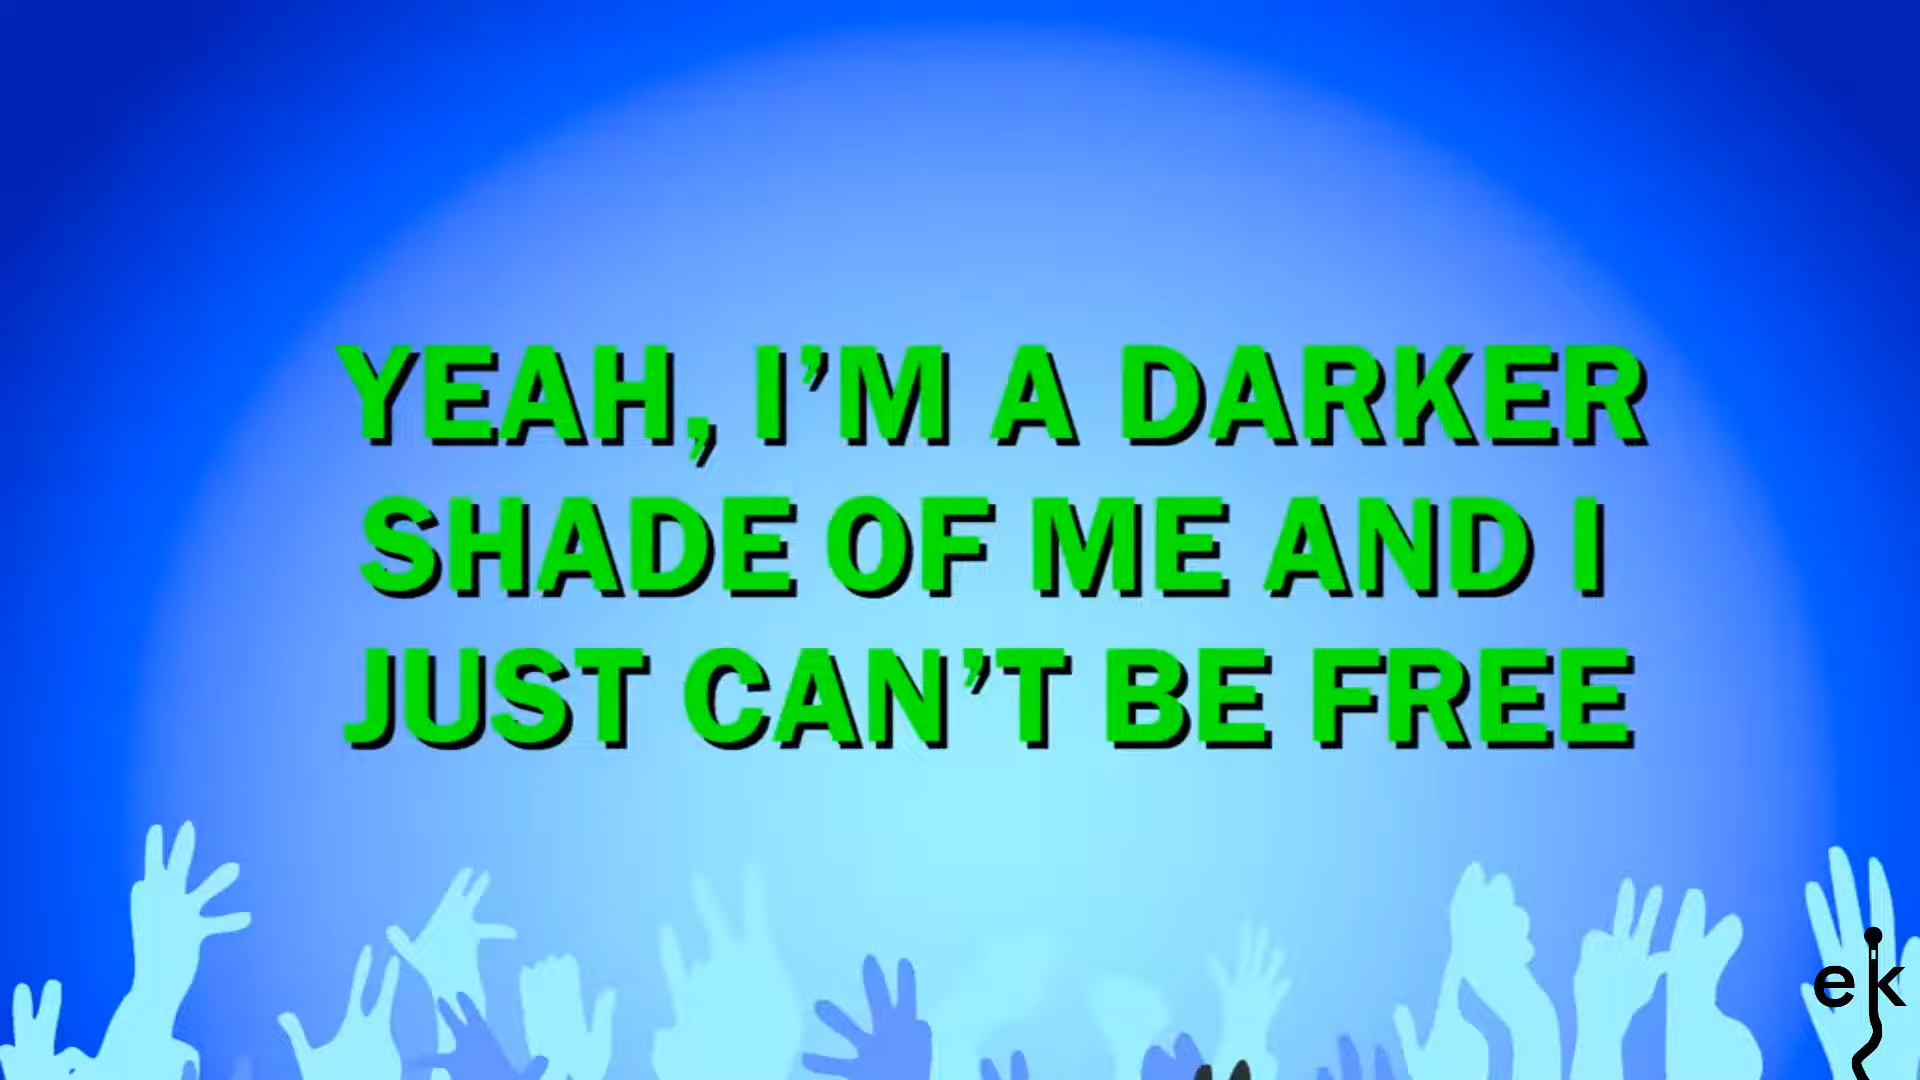 YEAH, I’M A DARKER
SHADE OF ME AND I
JUST CAN’T BE FREE
ek